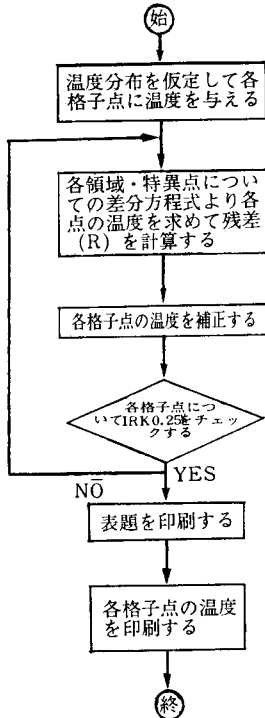 始
温度分布を仮定して各
格子点に温度を与える
各領域・特異点につい
ての差分方程式より各
点の温度を求めて残差
(R)を計算する
各格子点の温度を補正する
各格子点につ
いてIRK0.25をチェッ
クする
YES
NO
表題を印刷する
各格子点の温度
を印刷する
終